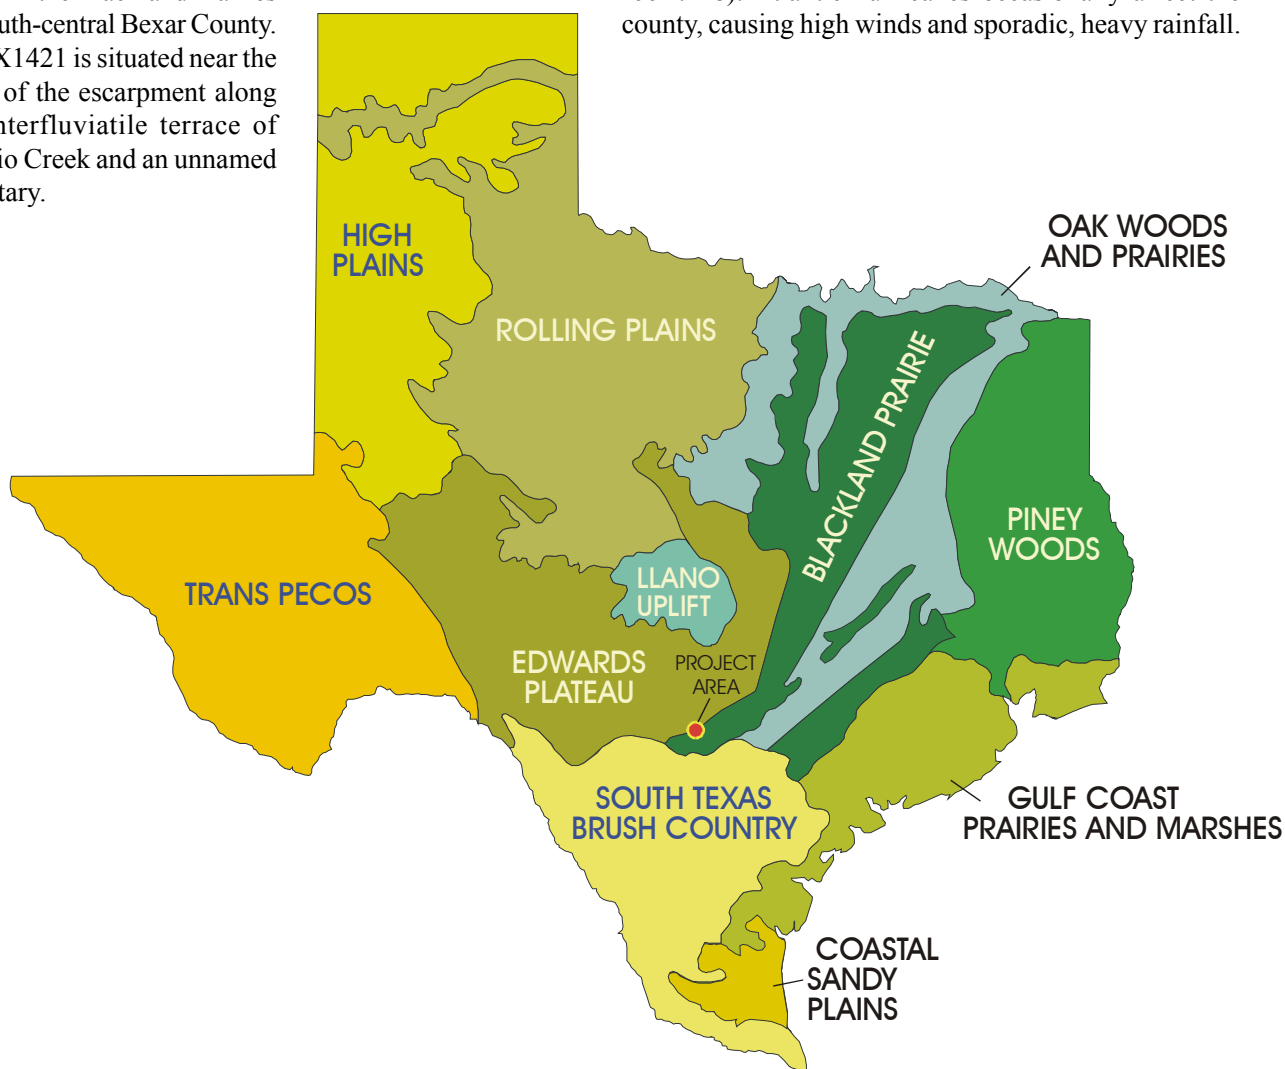 uth-central Bexar County.
X1421 is situated near the
of the escarpment along
nterfluviatile terrace of
io Creek and an unnamed
tary.
county, causing high winds and sporadic, heavy rainfall.
HIGH
PLAINS
ROLLING PLAINS
OAK WOODS
AND PRAIRIES
BLACKLAND PRAIRIE
PINEY
WOODS
TRANS PECOS
LLANO
UPLIFT
EDWARDS
PLATEAU
PROJECT
AREA
SOUTH TEXAS
BRUSH COUNTRY
GULF COAST
PRAIRIES AND MARSHES
COASTAL
SANDY
PLAINS